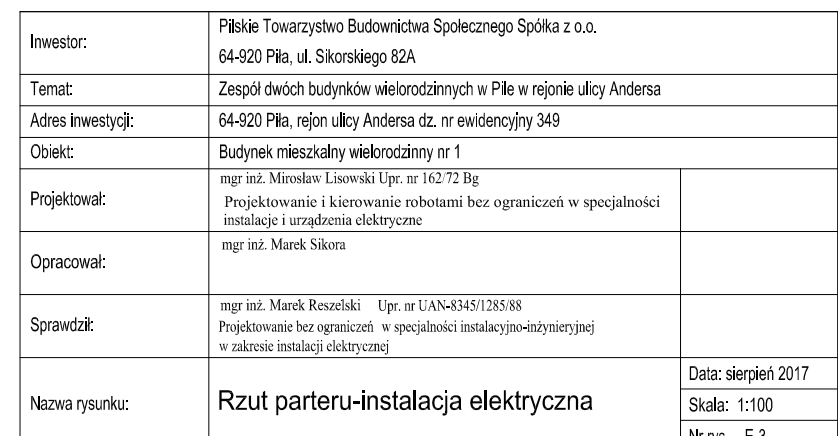 Inwestor:
Pilskie Towarzystwo Budownictwa Społecznego Spółka z o.o.
64-920 Piła, ul. Sikorskiego 82A
Temat:
Zespół dwóch budynków wielorodzinnych w Pile w rejonie ulicy Andersa
Adres inwestycji:
64-920 Piła, rejon ulicy Andersa dz. nr ewidencyjny 349
Obiekt:
Budynek mieszkalny wielorodzinny nr 1
Projektował:
mgr inż. Mirosław Lisowski Upr. nr 162/72 Bg
Projektowanie i kierowanie robotami bez ograniczeń w specjalności
instalacje i urządzenia elektryczne
Opracował:
mgr inż. Marek Sikora
Sprawdził:
mgr inż. Marek Reszelski Upr. nr UAN-8345/1285/88
Projektowanie bez ograniczeń w specjalności instalacyjno-inżynieryjnej
w zakresie instalacji elektrycznej
Nazwa rysunku:
Rzut parteru-instalacja elektryczna
Data: sierpień 2017
Skala: 1:100
Nr rys.